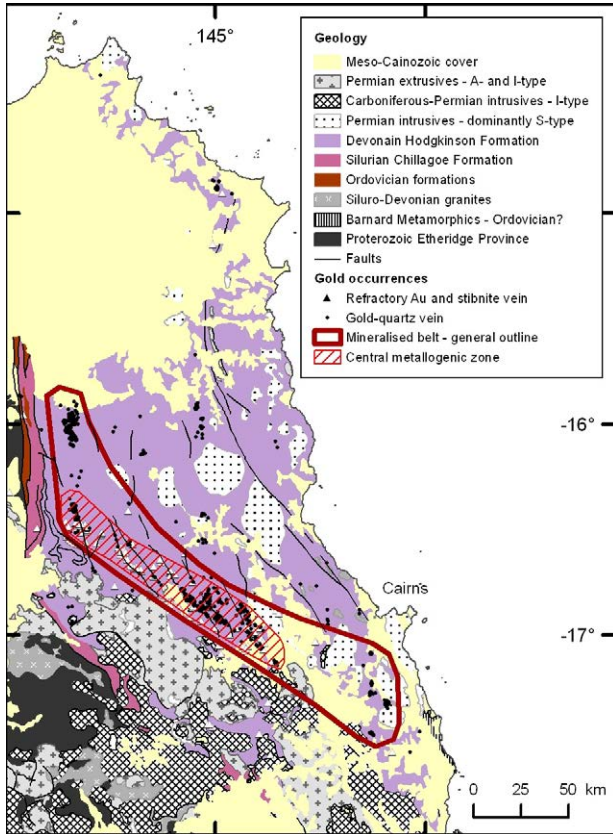 145°
Geology
Meso-Cainozoic cover
Permian extrusives - A- and I-type
Carboniferous-Permian intrusives - I-type
Permian intrusives - dominantly S-type
Devonain Hodgkinson Formation
Silurian Chillagoe Formation
Ordovician formations
Siluro-Devonian granites
Barnard Metamorphics - Ordovician?
Proterozoic Etheridge Province
Faults
Gold occurrences
Refractory Au and stibnite vein
Gold-quartz vein
Mineralised belt - general outline
Central metallogenic zone
-16°
Cairns
-17°
0 25 50 km